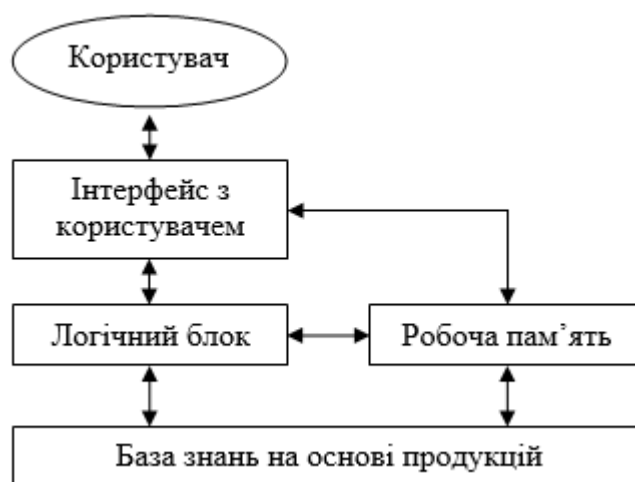 Користувач
Інтерфейс з
користувачем
Логічний блок
Робоча пам’ять
База знань на основі продукцій